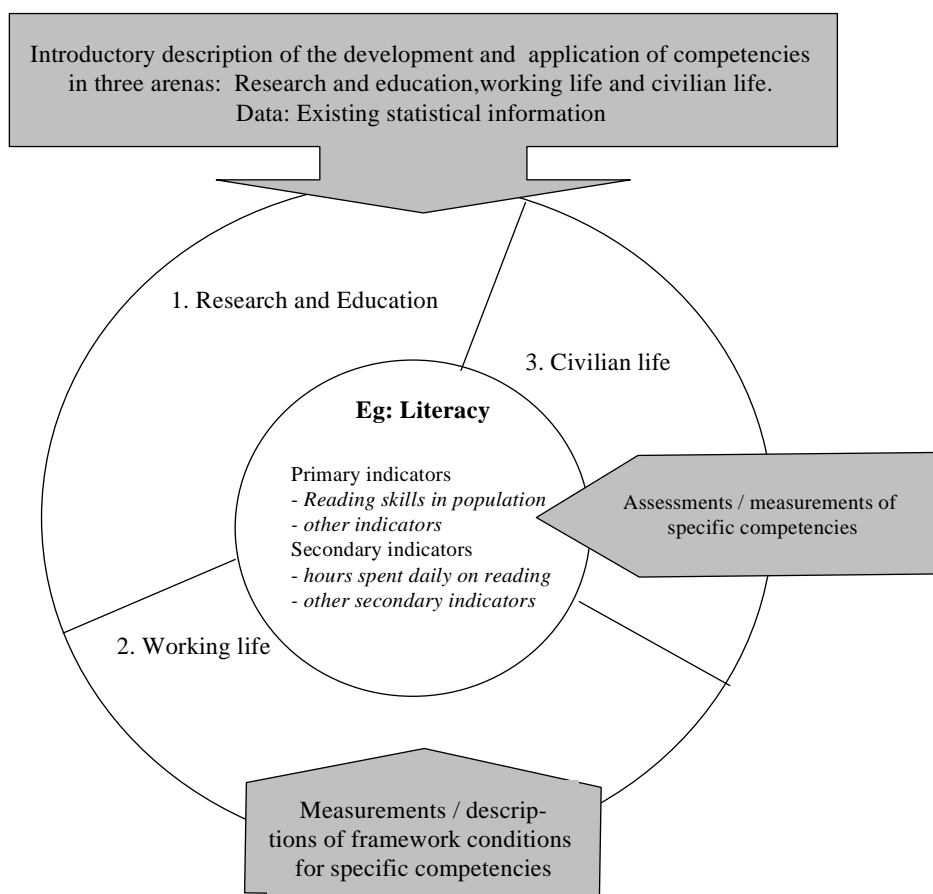 Introductory description of the development and application of competencies
in three arenas: Research and education,working life and civilian life.
Data: Existing statistical information
1. Research and Education
3. Civilian life
Eg: Literacy
Primary indicators
- Reading skills in population
- other indicators
Secondary indicators
- hours spent daily on reading
- other secondary indicators
Assessments / measurements of
specific competencies
2. Working life
Measurements / descrip-
tions of framework conditions
for specific competencies